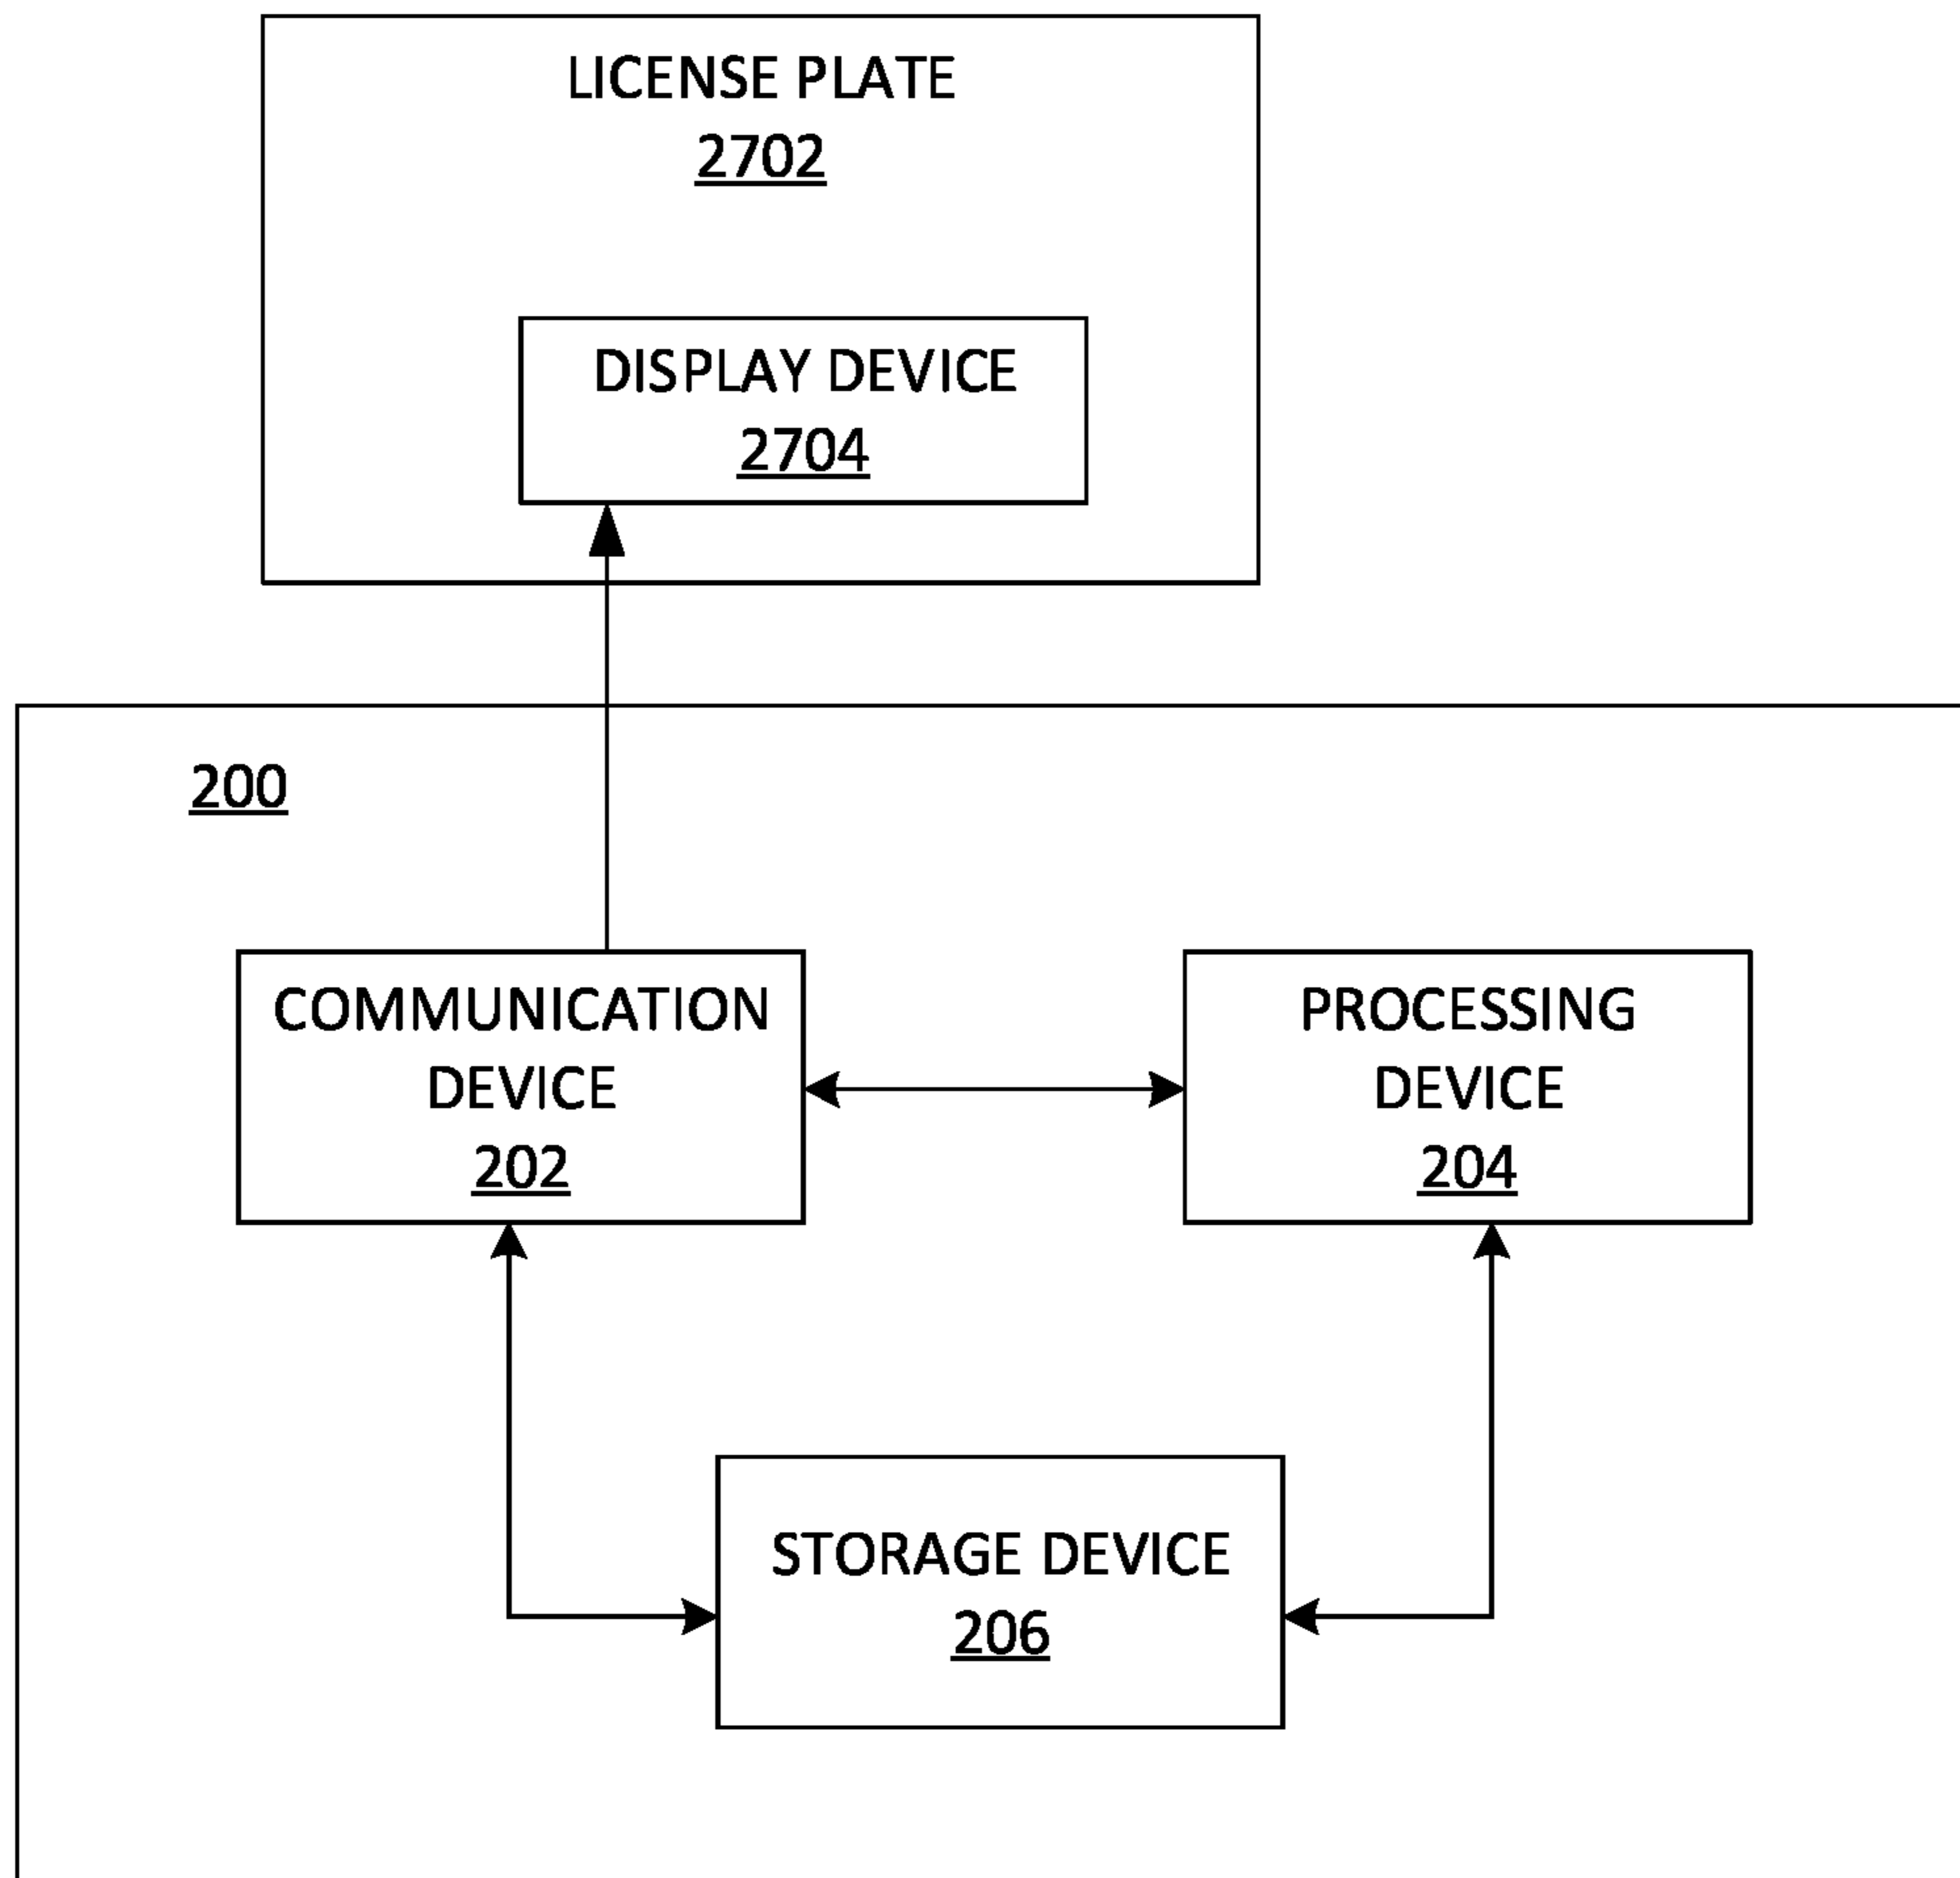 LICENSE PLATE
2702
DISPLAY DEVICE
2704
200
COMMUNICATION
DEVICE
202
PROCESSING
DEVICE
204
STORAGE DEVICE
206